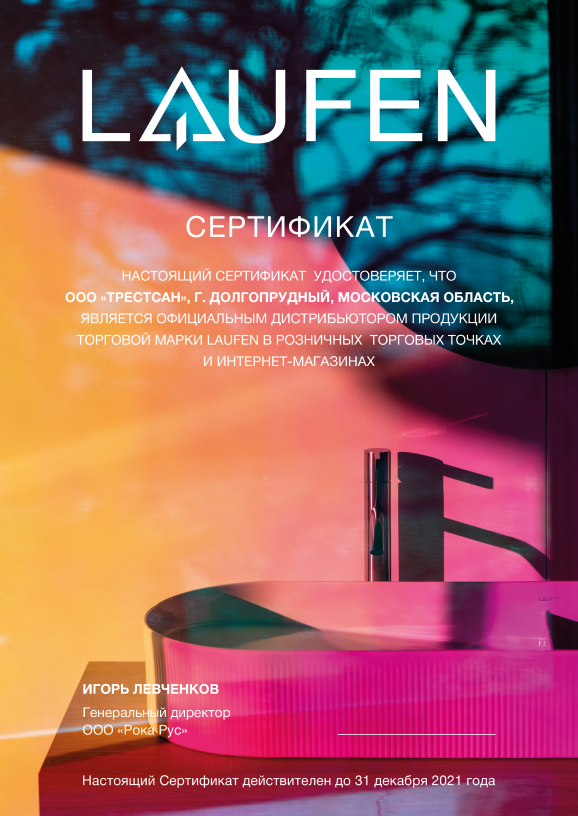 LAUFEN
СЕРТИФИКАТ
НАСТОЯЩИЙ СЕРТИФИКАТ УДОСТОВЕРЯЕТ, ЧТО
ООО «ТРЕСТСАН», Г. ДОЛГОПРУДНЫЙ, МОСКОВСКАЯ ОБЛАСТЬ,
ЯВЛЯЕТСЯ ОФИЦИАЛЬНЫМ ДИСТРИБЬЮТОРОМ ПРОДУКЦИИ
ТОРГОВОЙ МАРКИ LAUFEN В РОЗНИЧНЫХ ТОРГОВЫХ ТОЧКАХ
И ИНТЕРНЕТ-МАГАЗИНАХ
ИГОРЬ ЛЕВЧЕНКОВ
Генеральный директор
ООО «Рока Рус»
Настоящий Сертификат действителен до 31 декабря 2021 года